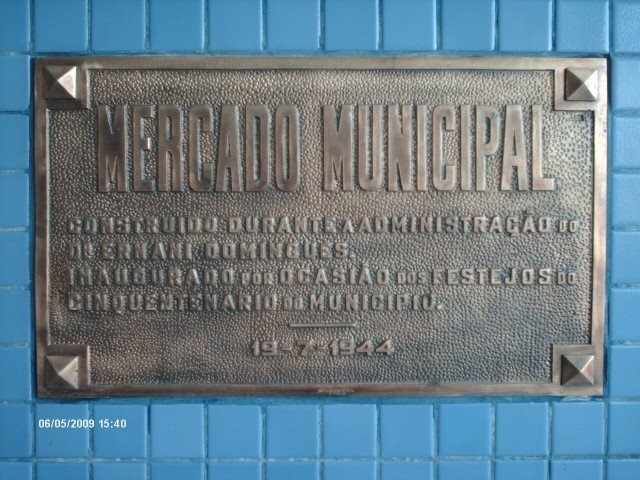 MERCADO MUNICIPAL
CONSTRUIDO DURANTE A ADMINISTRAÇÃO DO
Dr ERNANI DOMINGUES.
INAUGURADO POR OCASIÃO DOS FESTEJOS DO
CINQUENTENARIO DO MUNICIPIO.
19-7-1944
06/05/2009 15:40